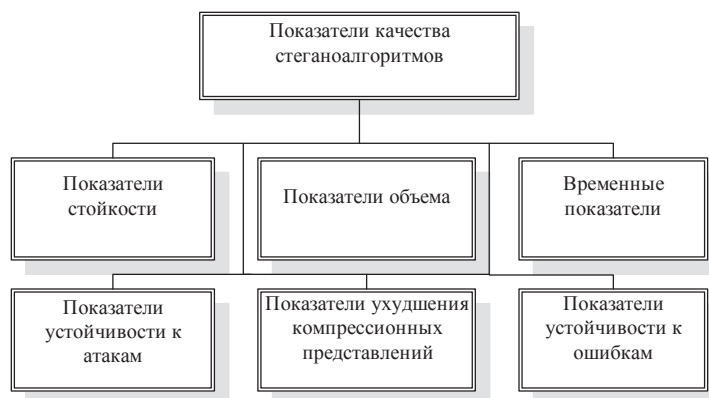 Показатели качества
стеганоалгоритмов
Показатели
стойкости
Показатели объема
Временные
показатели
Показатели
устойчивости к
атакам
Показатели ухудшения
компрессионных
представлений
Показатели
устойчивости к
ошибкам